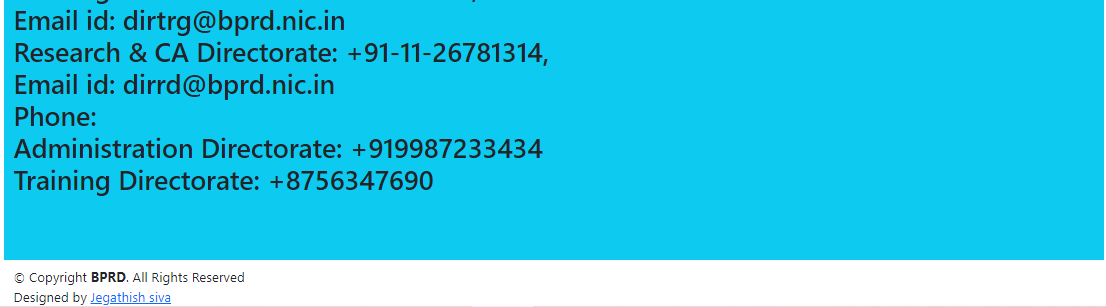 Email id: dirtrg@bprd.nic.in
Research & CA Directorate: +91-11-26781314,
Email id: dirrd@bprd.nic.in
Phone:
Administration Directorate: +919987233434
Training Directorate: +8756347690
© Copyright BPRD. All Rights Reserved
Designed by Jegathish siva